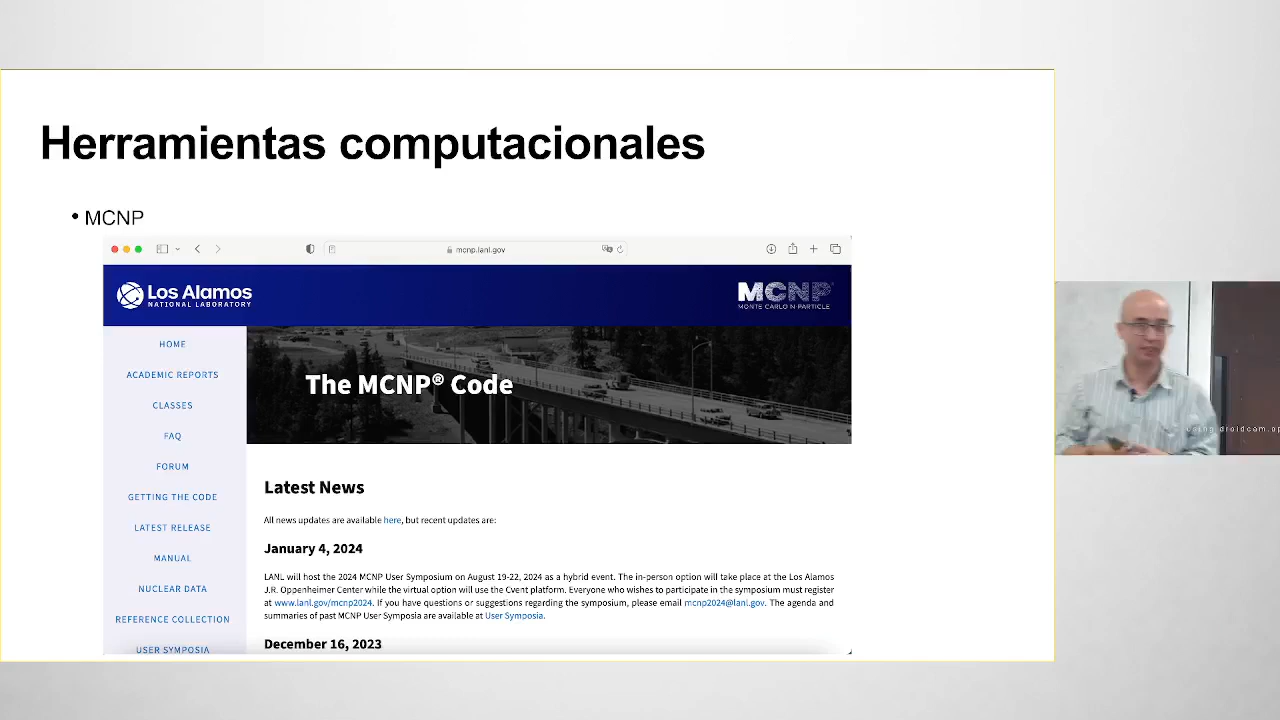 Herramientas computacionales
• MCNP
mcnp.lanl.gov
Los Alamos
NATIONAL LABORATORY
MCNP®
MONTE CARLO N-PARTICLE
HOME
ACADEMIC REPORTS
CLASSES
FAQ
FORUM
GETTING THE CODE
LATEST RELEASE
MANUAL
NUCLEAR DATA
REFERENCE COLLECTION
USER SYMPOSIA
The MCNP® Code
Latest News
All news updates are available here, but recent updates are:
January 4, 2024
LANL will host the 2024 MCNP User Symposium on August 19-22, 2024 as a hybrid event. The in-person option will take place at the Los Alamos
J.R. Oppenheimer Center while the virtual option will use the Cvent platform. Everyone who wishes to participate in the symposium must register
at www.lanl.gov/mcnp2024. If you have questions or suggestions regarding the symposium, please email mcnp2024@lanl.gov. The agenda and
summaries of past MCNP User Symposia are available at User Symposia.
December 16, 2023
using droidcam.op